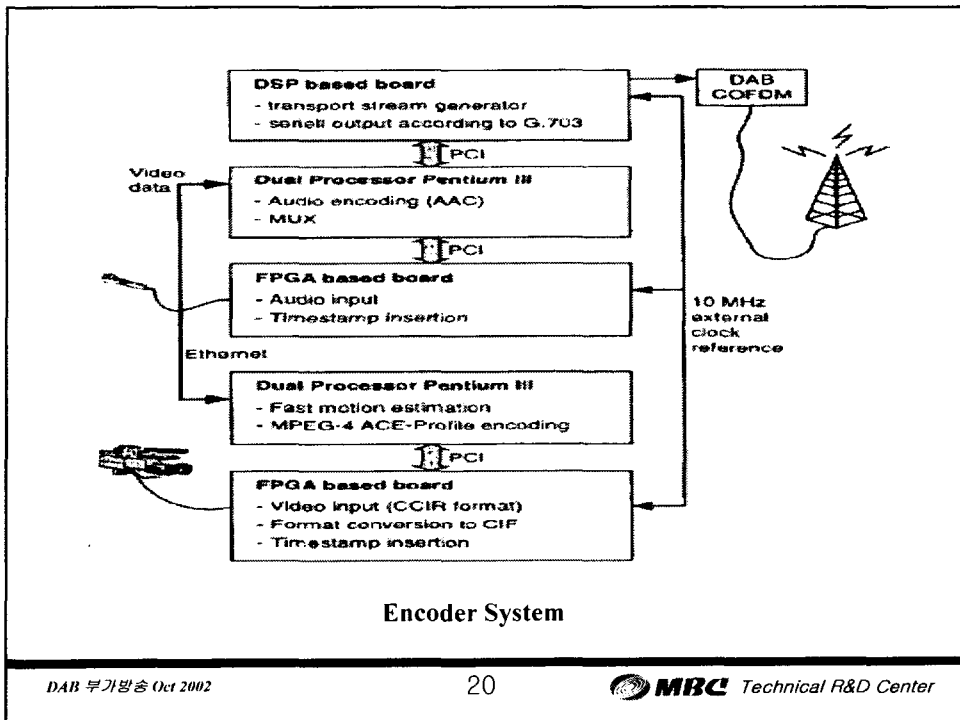 DSP based board
- transport stream generator
- seriell output according to G.703
DAB
COFDM
PCI
Video
data
Dual Processor Pentium III
- Audio encoding (AAC)
- MUX
PCI
FPGA based board
- Audio input
- Timestamp insertion
10 MHz
external
clock
reference
Ethernet
Dual Processor Pentium III
- Fast motion estimation
- MPEG-4 ACE-Profile encoding
PCI
FPGA based board
- Video input (CCIR format)
- Format conversion to CIF
- Timestamp insertion
Encoder System
DAB 부가방송 Oct 2002
20
MBC Technical R&D Center